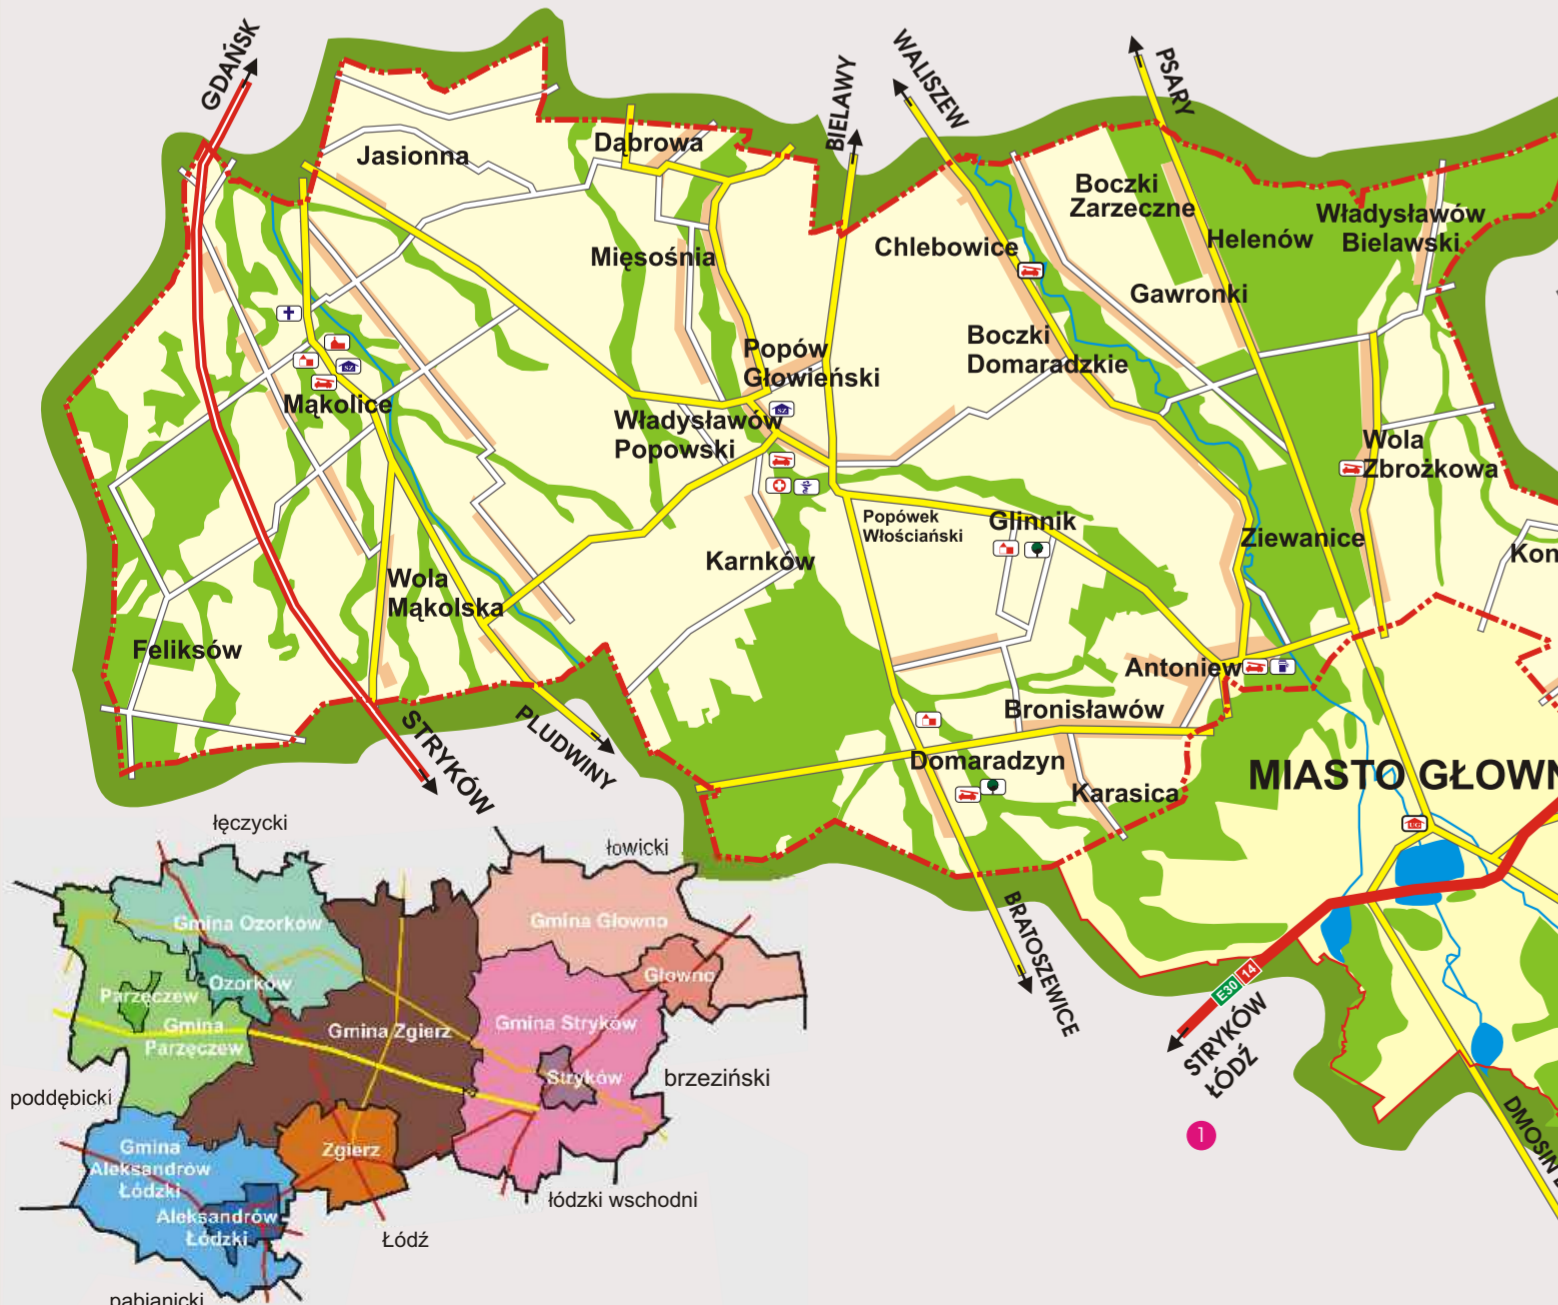 GDAŃSK
BIELAWY
WALISZEW
PSARY
Jasionna
Dąbrowa
Mięsośnia
Chlebowice
Boczki
Zarzeczne
Helenów
Władysławów
Bielawski
Gawronki
Boczki
Domaradzkie
Popów
Głowieński
SZ
SZ
Mąkolice
Władysławów
Popowski
Wola
Zbrożkowa
Popówek
Włościański
Glinnik
Ziewanice
Karnków
Wola
Mąkolska
Feliksów
Antoniew
Bronisławów
Domaradzyn
Karasica
MIASTO GŁOWN
STRYKÓW
PLUDWINY
BRATOSZEWICE
E30
14
STRYKÓW
ŁÓDŹ
1
łęczycki
łowicki
Gmina Ozorków
Gmina Głowno
Ozorków
Głowno
Parzęczew
Gmina
Parzęczew
Gmina Zgierz
Gmina Stryków
Stryków
brzeziński
poddębicki
Gmina
Aleksandrów
Łódzki
Zgierz
Aleksandrów
Łódzki
łódzki wschodni
Łódź
pabianicki